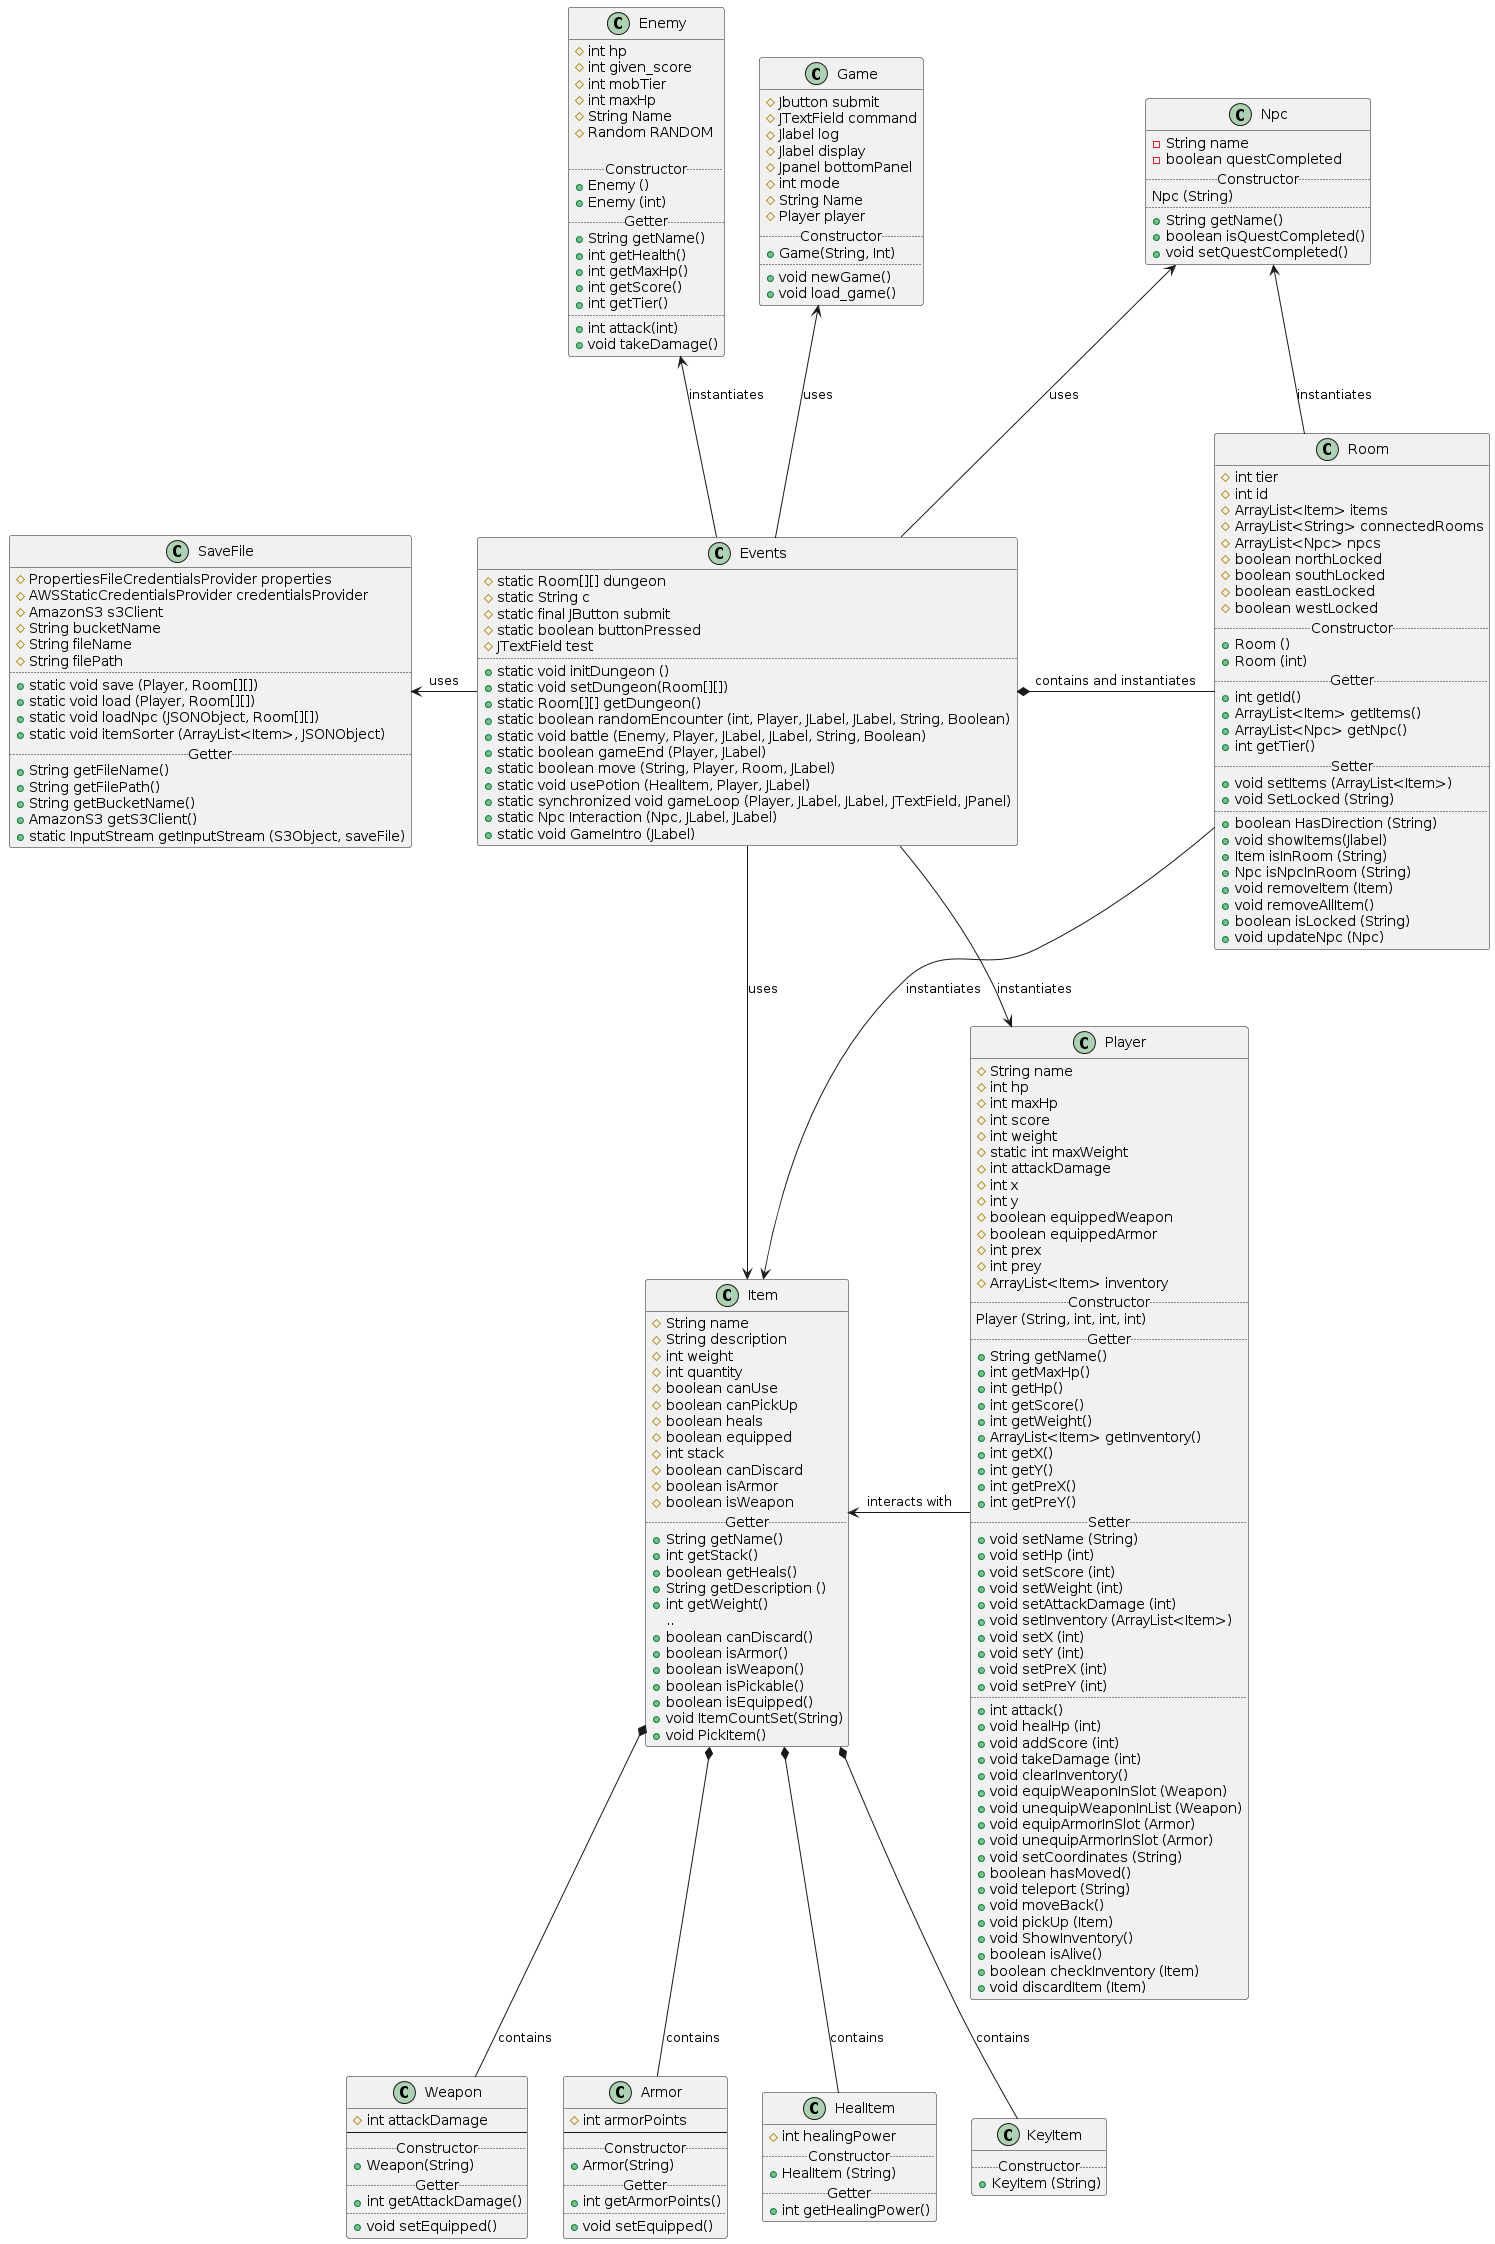 C Enemy
int hp
int given_score
int mobTier
int maxHp
String Name
Random RANDOM
Constructor
Enemy ()
Enemy (int)
Getter
String getName()
int getHealth()
int getMaxHp()
int getScore()
int getTier()
int attack(int)
void takeDamage()
C Game
Jbutton submit
JTextField command
Jlabel log
Jlabel display
Jpanel bottomPanel
int mode
String Name
Player player
Constructor
Game(String, Int)
void newGame()
void load_game()
C Npc
String name
boolean questCompleted
Constructor
Npc (String)
String getName()
boolean isQuestCompleted()
void setQuestCompleted()
instantiates
uses
uses
instantiates
C Room
int tier
int id
ArrayList<Item> items
ArrayList<String> connectedRooms
ArrayList<Npc> npcs
boolean northLocked
boolean southLocked
boolean eastLocked
boolean westLocked
Constructor
Room ()
Room (int)
Getter
int getId()
ArrayList<Item> getItems()
ArrayList<Npc> getNpc()
int getTier()
Setter
void setItems (ArrayList<Item>)
void SetLocked (String)
boolean HasDirection (String)
void showItems(Jlabel)
Item isInRoom (String)
Npc isNpcInRoom (String)
void removeItem (Item)
void removeAllItem()
boolean isLocked (String)
void updateNpc (Npc)
C SaveFile
PropertiesFileCredentialsProvider properties
AWSStaticCredentialsProvider credentialsProvider
AmazonS3 s3Client
String bucketName
String fileName
String filePath
static void save (Player, Room[][])
static void load (Player, Room[][])
static void loadNpc (JSONObject, Room[][])
static void itemSorter (ArrayList<Item>, JSONObject)
Getter
String getFileName()
String getFilePath()
String getBucketName()
AmazonS3 getS3Client()
static InputStream getInputStream (S3Object, saveFile)
uses
C Events
static Room[][] dungeon
static String c
static final JButton submit
static boolean buttonPressed
JTextField test
static void initDungeon ()
static void setDungeon(Room[][])
static Room[][] getDungeon()
static boolean randomEncounter (int, Player, JLabel, JLabel, String, Boolean)
static void battle (Enemy, Player, JLabel, JLabel, String, Boolean)
static boolean gameEnd (Player, JLabel)
static boolean move (String, Player, Room, JLabel)
static void usePotion (HealItem, Player, JLabel)
static synchronized void gameLoop (Player, JLabel, JLabel, JTextField, JPanel)
static Npc Interaction (Npc, JLabel, JLabel)
static void GameIntro (JLabel)
contains and instantiates
uses
instantiates
instantiates
C Player
String name
int hp
int maxHp
int score
int weight
static int maxWeight
int attackDamage
int x
int y
boolean equippedWeapon
boolean equippedArmor
int prex
int prey
ArrayList<Item> inventory
Constructor
Player (String, int, int, int)
Getter
String getName()
int getMaxHp()
int getHp()
int getScore()
int getWeight()
ArrayList<Item> getInventory()
int getX()
int getY()
int getPreX()
int getPreY()
Setter
void setName (String)
void setHp (int)
void setScore (int)
void setWeight (int)
void setAttackDamage (int)
void setInventory (ArrayList<Item>)
void setX (int)
void setY (int)
void setPreX (int)
void setPreY (int)
int attack()
void healHp (int)
void addScore (int)
void takeDamage (int)
void clearInventory()
void equipWeaponInSlot (Weapon)
void unequipWeaponInList (Weapon)
void equipArmorInSlot (Armor)
void unequipArmorInSlot (Armor)
void setCoordinates (String)
boolean hasMoved()
void teleport (String)
void moveBack()
void pickUp (Item)
void ShowInventory()
boolean isAlive()
boolean checkInventory (Item)
void discardItem (Item)
C Item
String name
String description
int weight
int quantity
boolean canUse
boolean canPickUp
boolean heals
boolean equipped
int stack
boolean canDiscard
boolean isArmor
boolean isWeapon
Getter
String getName()
int getStack()
boolean getHeals()
String getDescription ()
int getWeight()
..
boolean canDiscard()
boolean isArmor()
boolean isWeapon()
boolean isPickable()
boolean isEquipped()
void ItemCountSet(String)
void PickItem()
interacts with
contains
contains
contains
contains
C Weapon
int attackDamage
Constructor
Weapon(String)
Getter
int getAttackDamage()
void setEquipped()
C Armor
int armorPoints
Constructor
Armor(String)
Getter
int getArmorPoints()
void setEquipped()
C HealItem
int healingPower
Constructor
HealItem (String)
Getter
int getHealingPower()
C KeyItem
Constructor
KeyItem (String)